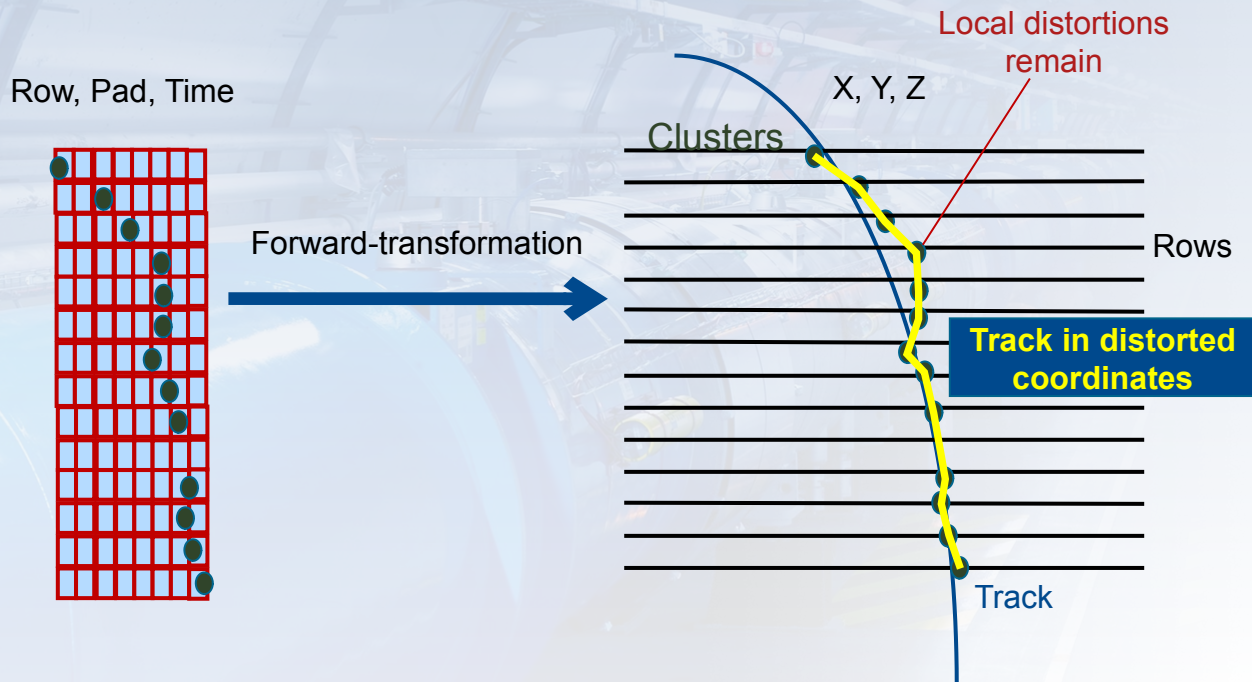 Local distortions
remain
Row, Pad, Time
X, Y, Z
Clusters
Forward-transformation
Rows
Track in distorted
coordinates
Track